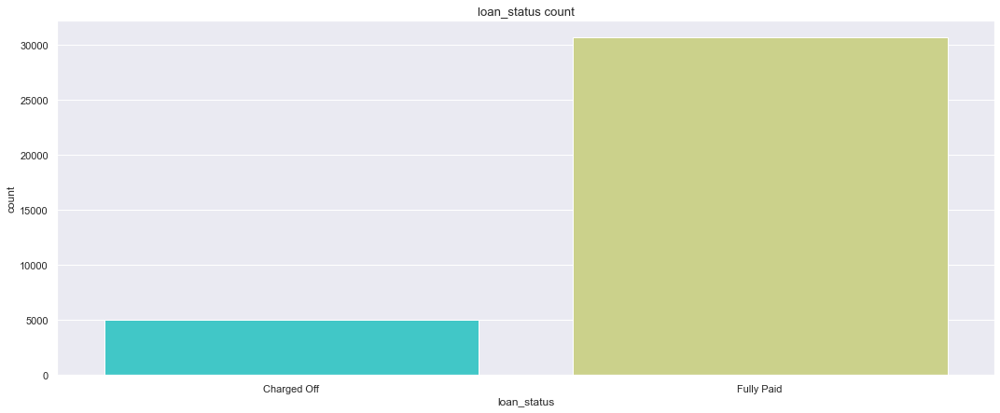 loan_status count
30000
25000
20000
15000
10000
5000
0
count
Charged Off
Fully Paid
loan_status